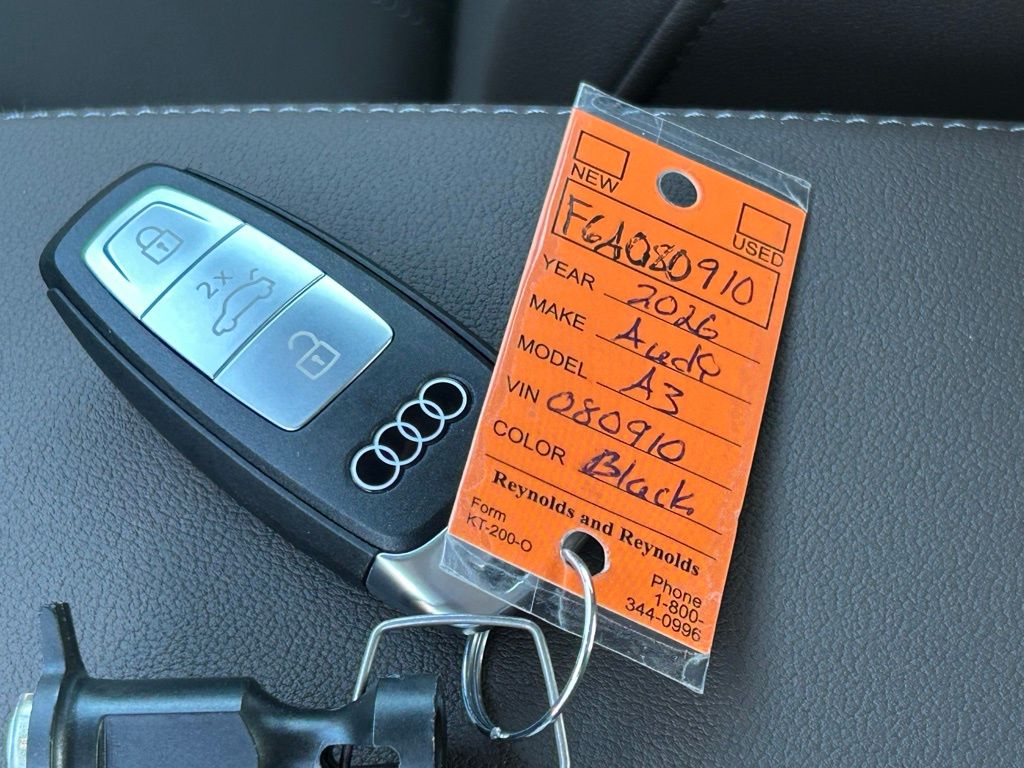 2X
NEW
USED
F6A080910
YEAR 2026
MAKE Audi
MODEL A3
VIN 080910
COLOR Black
Reynolds and Reynolds
Form
KT-200-O
Phone
1-800-
344-0996